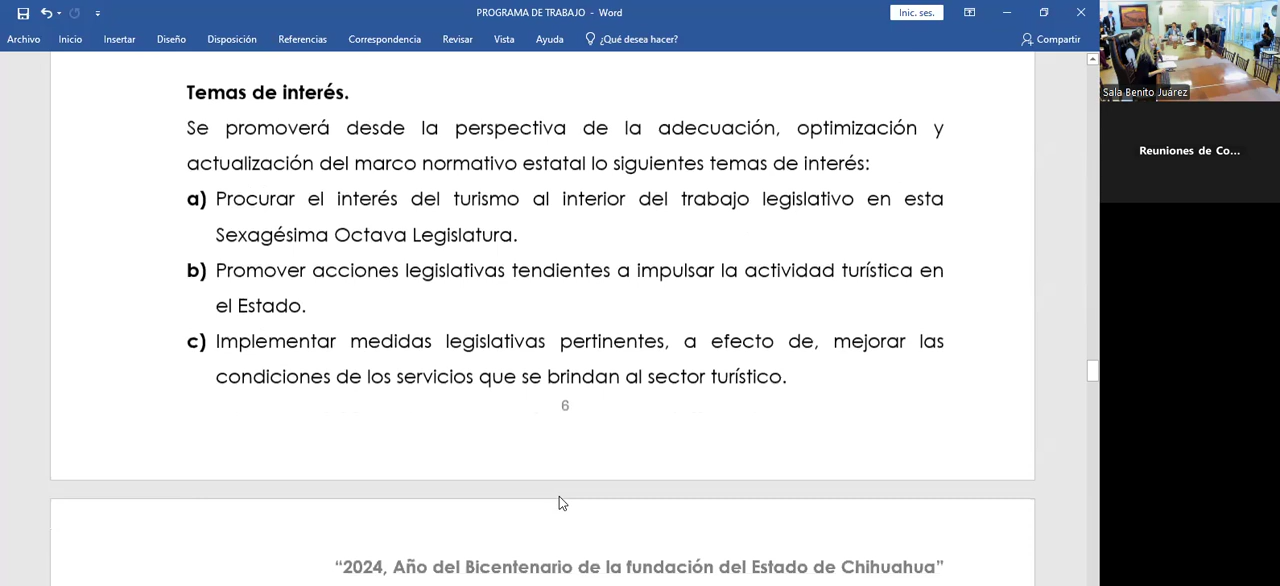 PROGRAMA DE TRABAJO - Word
Inic. ses.
Archivo Inicio Insertar Diseño Disposición Referencias Correspondencia Revisar Vista Ayuda ¿Qué desea hacer? Compartir
Sala Benito Juárez
Reuniones de Co...
Temas de interés.
Se promoverá desde la perspectiva de la adecuación, optimización y
actualización del marco normativo estatal lo siguientes temas de interés:
a) Procurar el interés del turismo al interior del trabajo legislativo en esta
Sexagésima Octava Legislatura.
b) Promover acciones legislativas tendientes a impulsar la actividad turística en
el Estado.
c) Implementar medidas legislativas pertinentes, a efecto de, mejorar las
condiciones de los servicios que se brindan al sector turístico.
6
“2024, Año del Bicentenario de la fundación del Estado de Chihuahua”